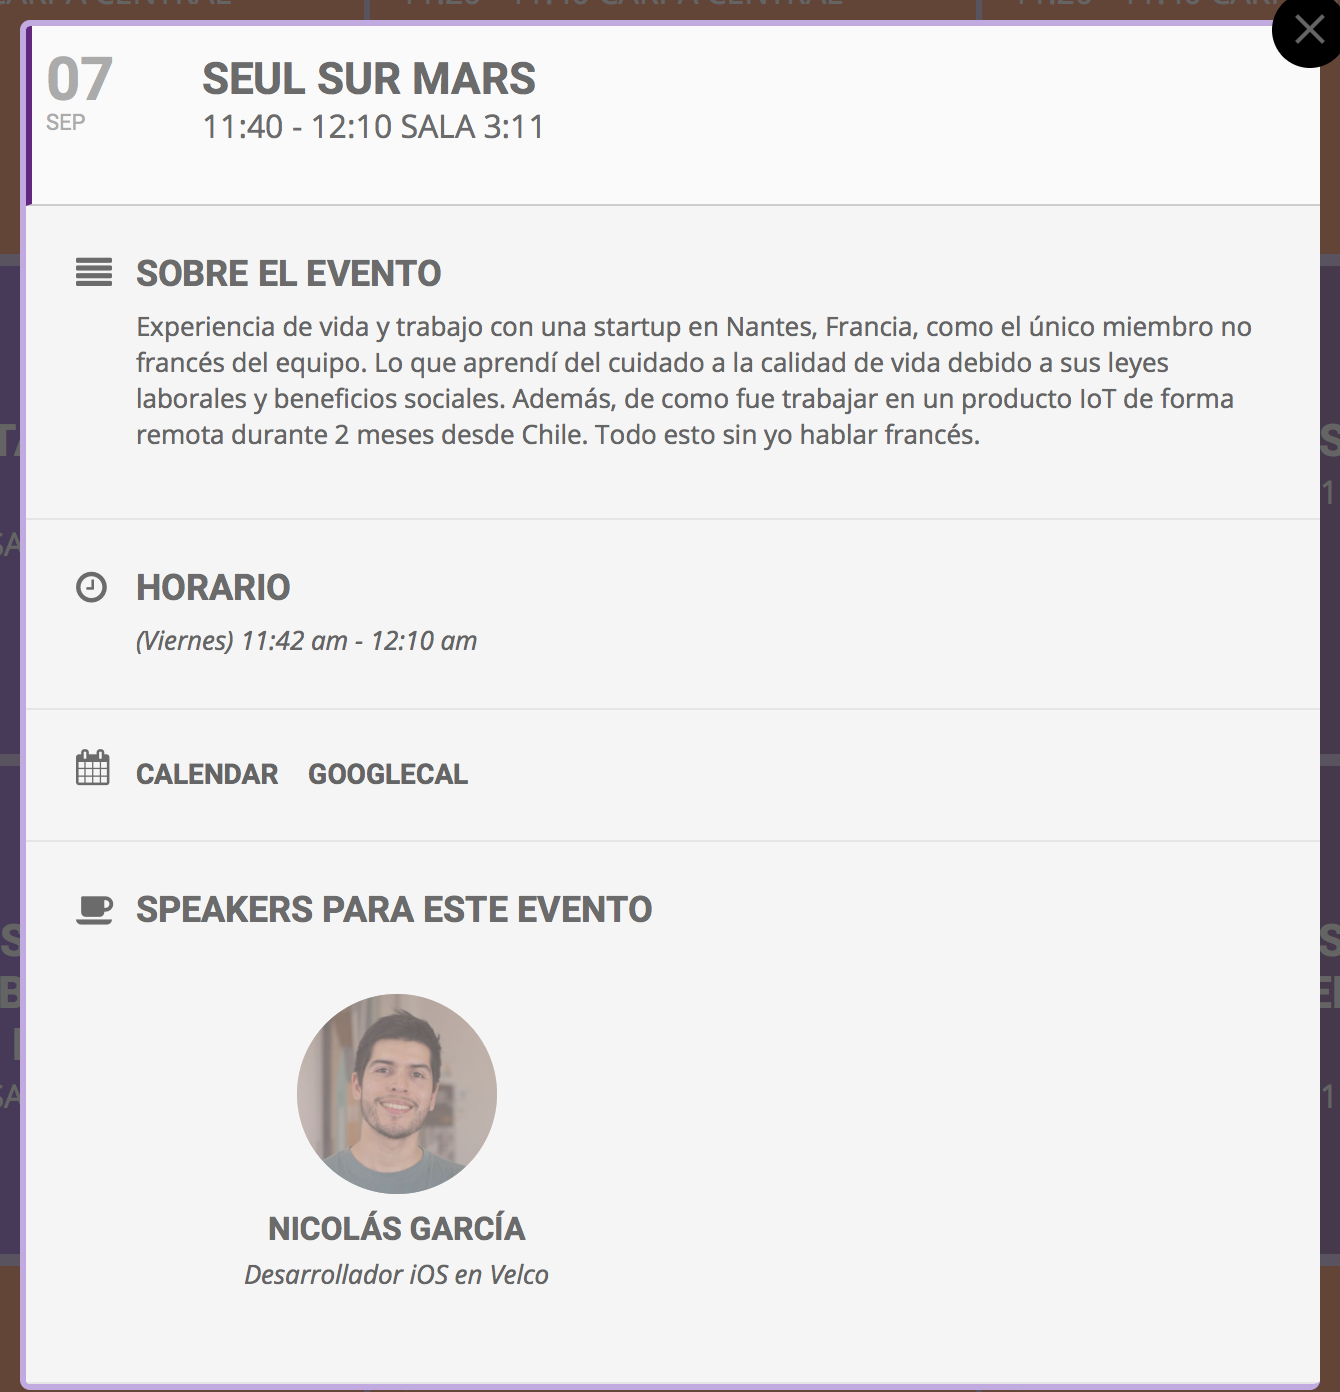 07
SEP
SEUL SUR MARS
11:40 - 12:10 SALA 3:11
SOBRE EL EVENTO
Experiencia de vida y trabajo con una startup en Nantes, Francia, como el único miembro no
francés del equipo. Lo que aprendí del cuidado a la calidad de vida debido a sus leyes
laborales y beneficios sociales. Además, de como fue trabajar en un producto IoT de forma
remota durante 2 meses desde Chile. Todo esto sin yo hablar francés.
HORARIO
(Viernes) 11:42 am - 12:10 am
CALENDAR GOOGLECAL
SPEAKERS PARA ESTE EVENTO
NICOLÁS GARCÍA
Desarrollador iOS en Velco